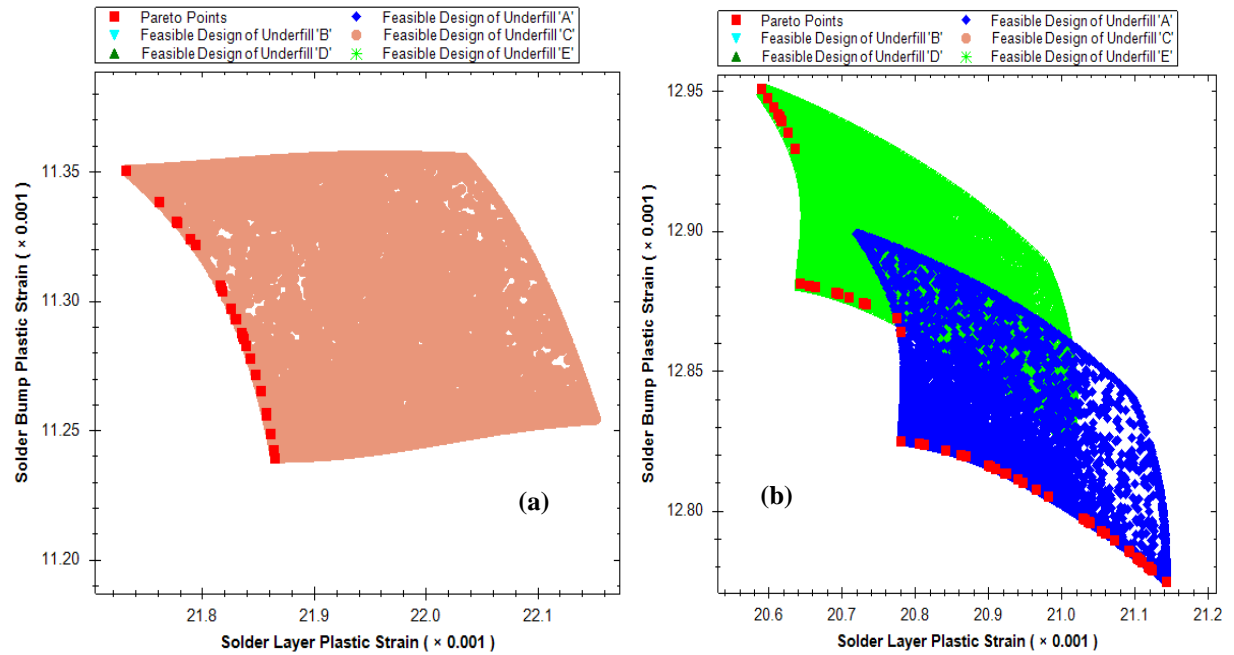 Pareto Points
Feasible Design of Underfill 'A'
Feasible Design of Underfill 'B'
Feasible Design of Underfill 'C'
Feasible Design of Underfill 'D'
Feasible Design of Underfill 'E'
11.35
11.30
11.25
11.20
Solder Bump Plastic Strain ( × 0.001 )
(a)
21.8
21.9
22.0
22.1
Solder Layer Plastic Strain ( × 0.001 )
Pareto Points
Feasible Design of Underfill 'A'
Feasible Design of Underfill 'B'
Feasible Design of Underfill 'C'
Feasible Design of Underfill 'D'
Feasible Design of Underfill 'E'
12.95
12.90
12.85
12.80
Solder Bump Plastic Strain ( × 0.001 )
(b)
20.6
20.7
20.8
20.9
21.0
21.1
21.2
Solder Layer Plastic Strain ( × 0.001 )